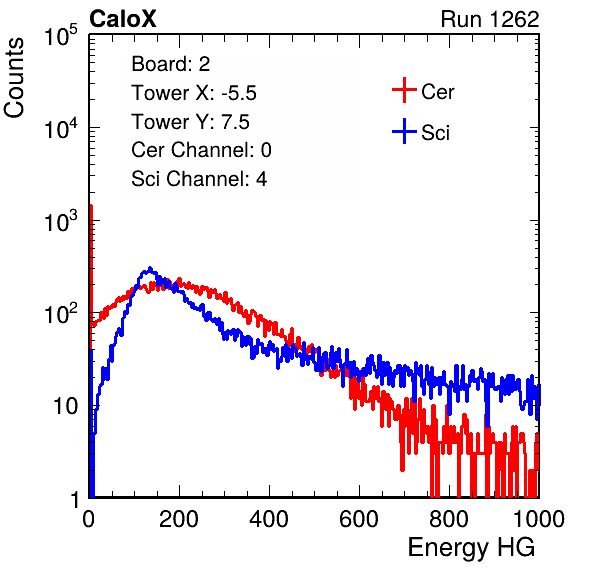 CaloX Run 1262
Counts
Board: 2
Tower X: -5.5
Tower Y: 7.5
Cer Channel: 0
Sci Channel: 4
Cer
Sci
10^5
10^4
10^3
10^2
10
1
0 200 400 600 800 1000
Energy HG